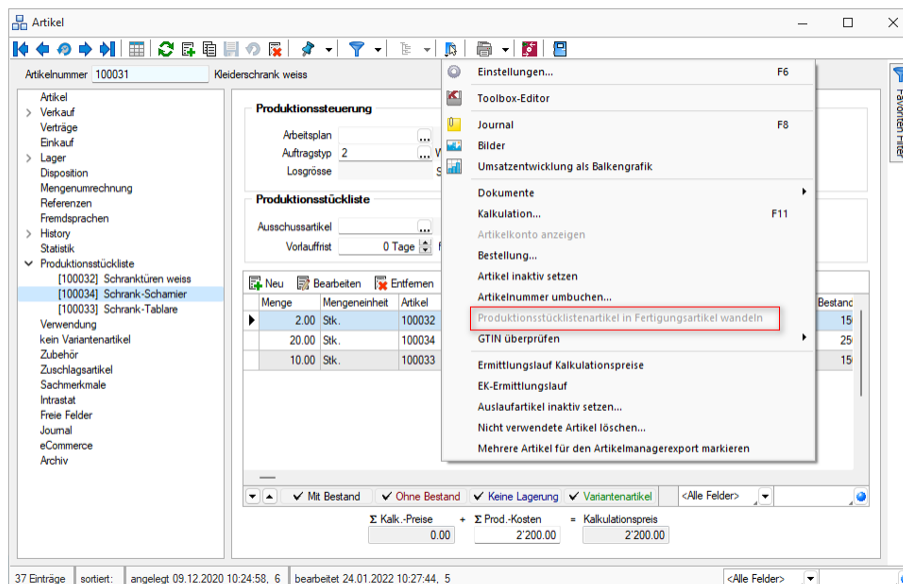 Artikel
Artikelnummer 100031 Kleiderschrank weiss
Artikel
Verkauf
Verträge
Einkauf
Lager
Disposition
Mengenumrechnung
Referenzen
Fremdsprachen
History
Statistik
Produktionsstückliste
[100032] Schranktüren weiss
[100034] Schrank-Scharnier
[100033] Schrank-Tablare
Verwendung
kein Variantenartikel
Zubehör
Zuschlagsartikel
Sachmerkmale
Intrastat
Freie Felder
Journal
eCommerce
Archiv
Produktionssteuerung
Arbeitsplan ...
Auftragstyp 2 ...
Losgrösse
Produktionsstückliste
Ausschussartikel ...
Vorlauffrist 0 Tage
Neu Bearbeiten Entfernen
Menge Mengeneinheit Artikel Bestand
2.00 Stk. 100032
20.00 Stk. 100034
10.00 Stk. 100033
Einstellungen... F6
Toolbox-Editor
Journal F8
Bilder
Umsatzentwicklung als Balkengrafik
Dokumente
Kalkulation... F11
Artikelkonto anzeigen
Bestellung...
Artikel inaktiv setzen
Artikelnummer umbuchen...
Produktionsstücklistenartikel in Fertigungsartikel wandeln
GTIN überprüfen
Ermittlungslauf Kalkulationspreise
EK-Ermittlungslauf
Auslaufartikel inaktiv setzen...
Nicht verwendete Artikel löschen...
Mehrere Artikel für den Artikelmanagerexport markieren
Favoriten Filter
Mit Bestand Ohne Bestand Keine Lagerung Variantenartikel <Alle Felder>
Σ Kalk.-Preise + Σ Prod.-Kosten = Kalkulationspreis
0.00 2'200.00 2'200.00
37 Einträge sortiert: angelegt 09.12.2020 10:24:58, 6 bearbeitet 24.01.2022 10:27:44, 5 <Alle Felder>